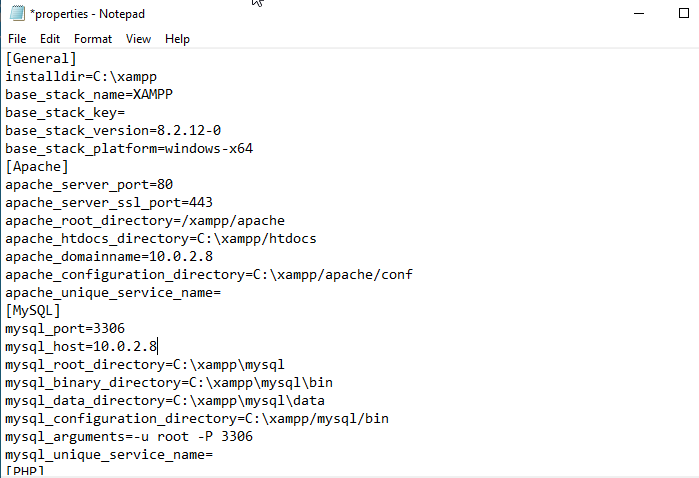 *properties - Notepad
File Edit Format View Help
[General]
installdir=C:\xampp
base_stack_name=XAMPP
base_stack_key=
base_stack_version=8.2.12-0
base_stack_platform=windows-x64
[Apache]
apache_server_port=80
apache_server_ssl_port=443
apache_root_directory=/xampp/apache
apache_htdocs_directory=C:\xampp/htdocs
apache_domainname=10.0.2.8
apache_configuration_directory=C:\xampp/apache/conf
apache_unique_service_name=
[MySQL]
mysql_port=3306
mysql_host=10.0.2.8
mysql_root_directory=C:\xampp\mysql
mysql_binary_directory=C:\xampp\mysql\bin
mysql_data_directory=C:\xampp\mysql\data
mysql_configuration_directory=C:\xampp/mysql/bin
mysql_arguments=-u root -P 3306
mysql_unique_service_name=
[PHP]